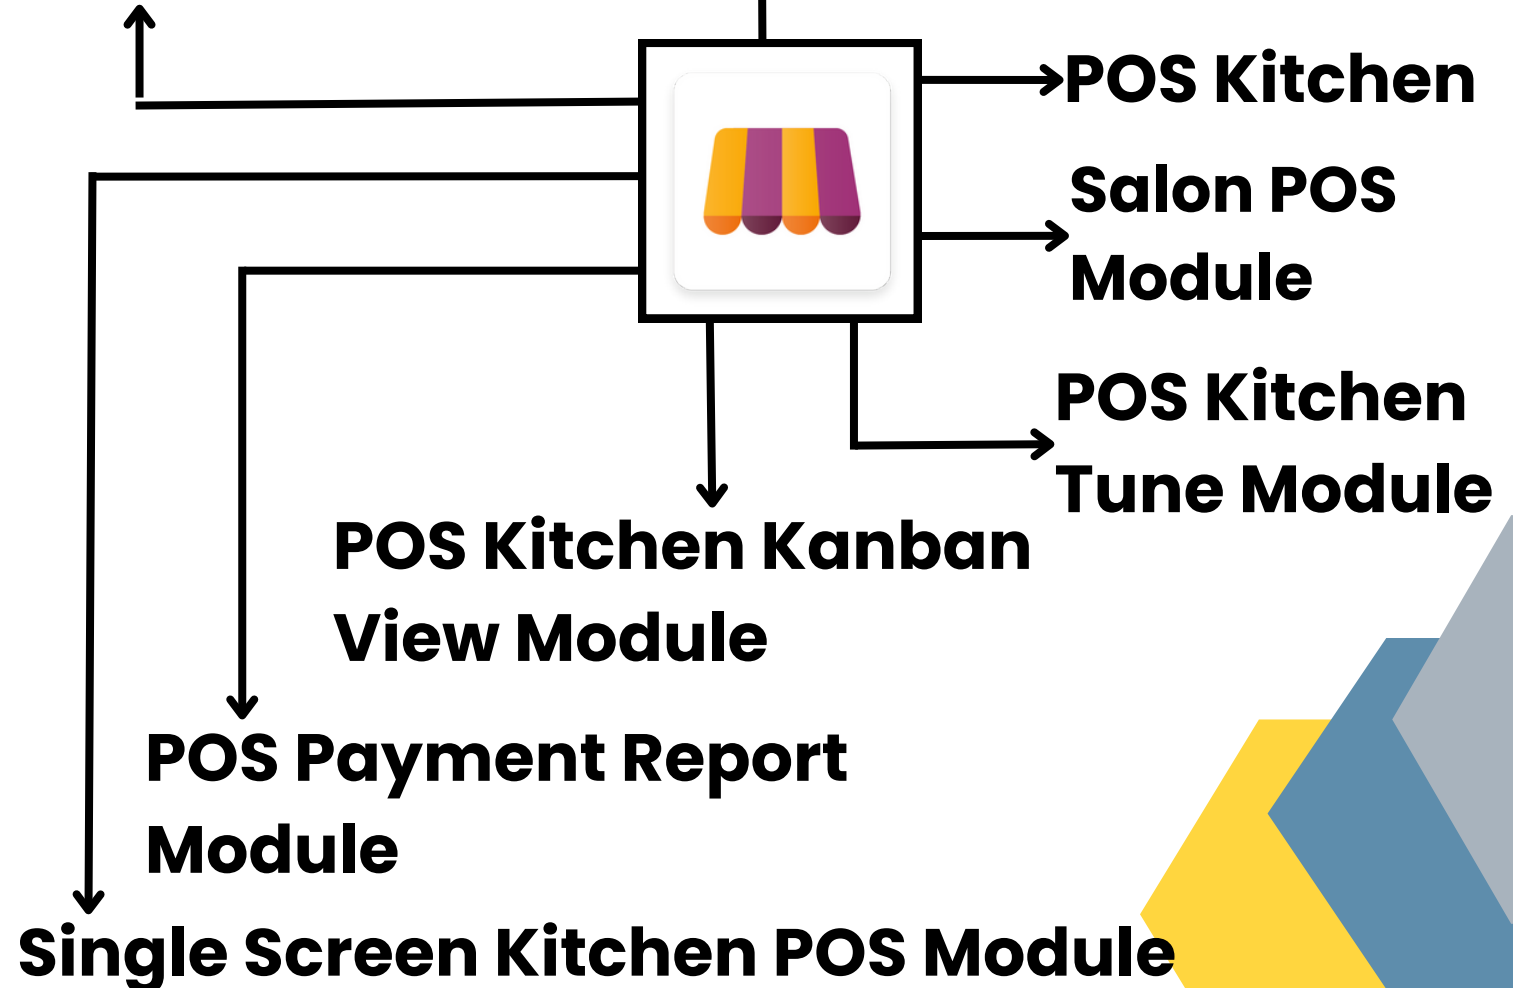 POS Kitchen
Salon POS
Module
POS Kitchen
Tune Module
POS Kitchen Kanban
View Module
POS Payment Report
Module
Single Screen Kitchen POS Module